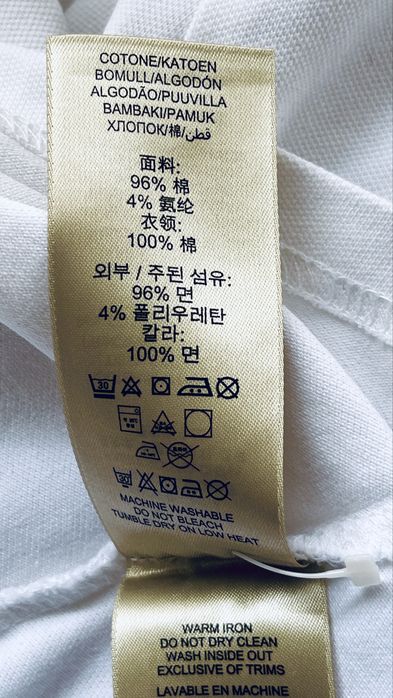 COTONE/KATOEN
BOMULL/ALGODÓN
ALGODÃO/PUUVILLA
BAMBAKI/PAMUK
ХЛОПОК/棉/قطن
面料:
96% 棉
4% 氨纶
衣领:
100% 棉
외부 / 주된 섬유:
96% 면
4% 폴리우레탄
칼라:
100% 면
30
MACHINE WASHABLE
DO NOT BLEACH
TUMBLE DRY ON LOW HEAT
WARM IRON
DO NOT DRY CLEAN
WASH INSIDE OUT
EXCLUSIVE OF TRIMS
LAVABLE EN MACHINE